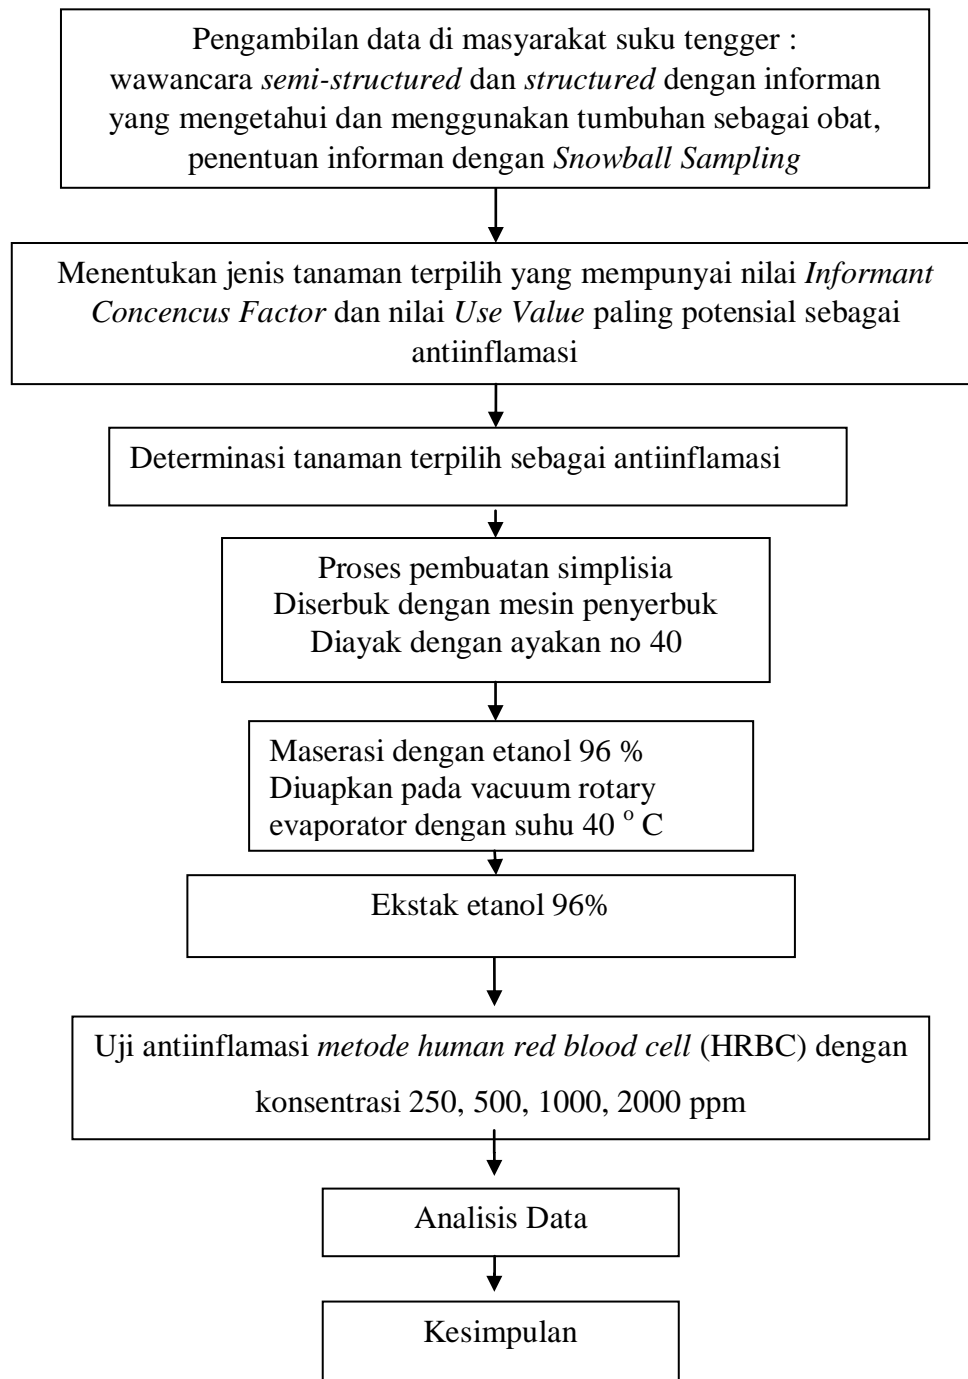 Pengambilan data di masyarakat suku tengger :
wawancara semi-structured dan structured dengan informan
yang mengetahui dan menggunakan tumbuhan sebagai obat,
penentuan informan dengan Snowball Sampling
Menentukan jenis tanaman terpilih yang mempunyai nilai Informant
Concencus Factor dan nilai Use Value paling potensial sebagai
antiinflamasi
Determinasi tanaman terpilih sebagai antiinflamasi
Proses pembuatan simplisia
Diserbuk dengan mesin penyerbuk
Diayak dengan ayakan no 40
Maserasi dengan etanol 96 %
Diuapkan pada vacuum rotary
evaporator dengan suhu 40 ° C
Ekstak etanol 96%
Uji antiinflamasi metode human red blood cell (HRBC) dengan
konsentrasi 250, 500, 1000, 2000 ppm
Analisis Data
Kesimpulan